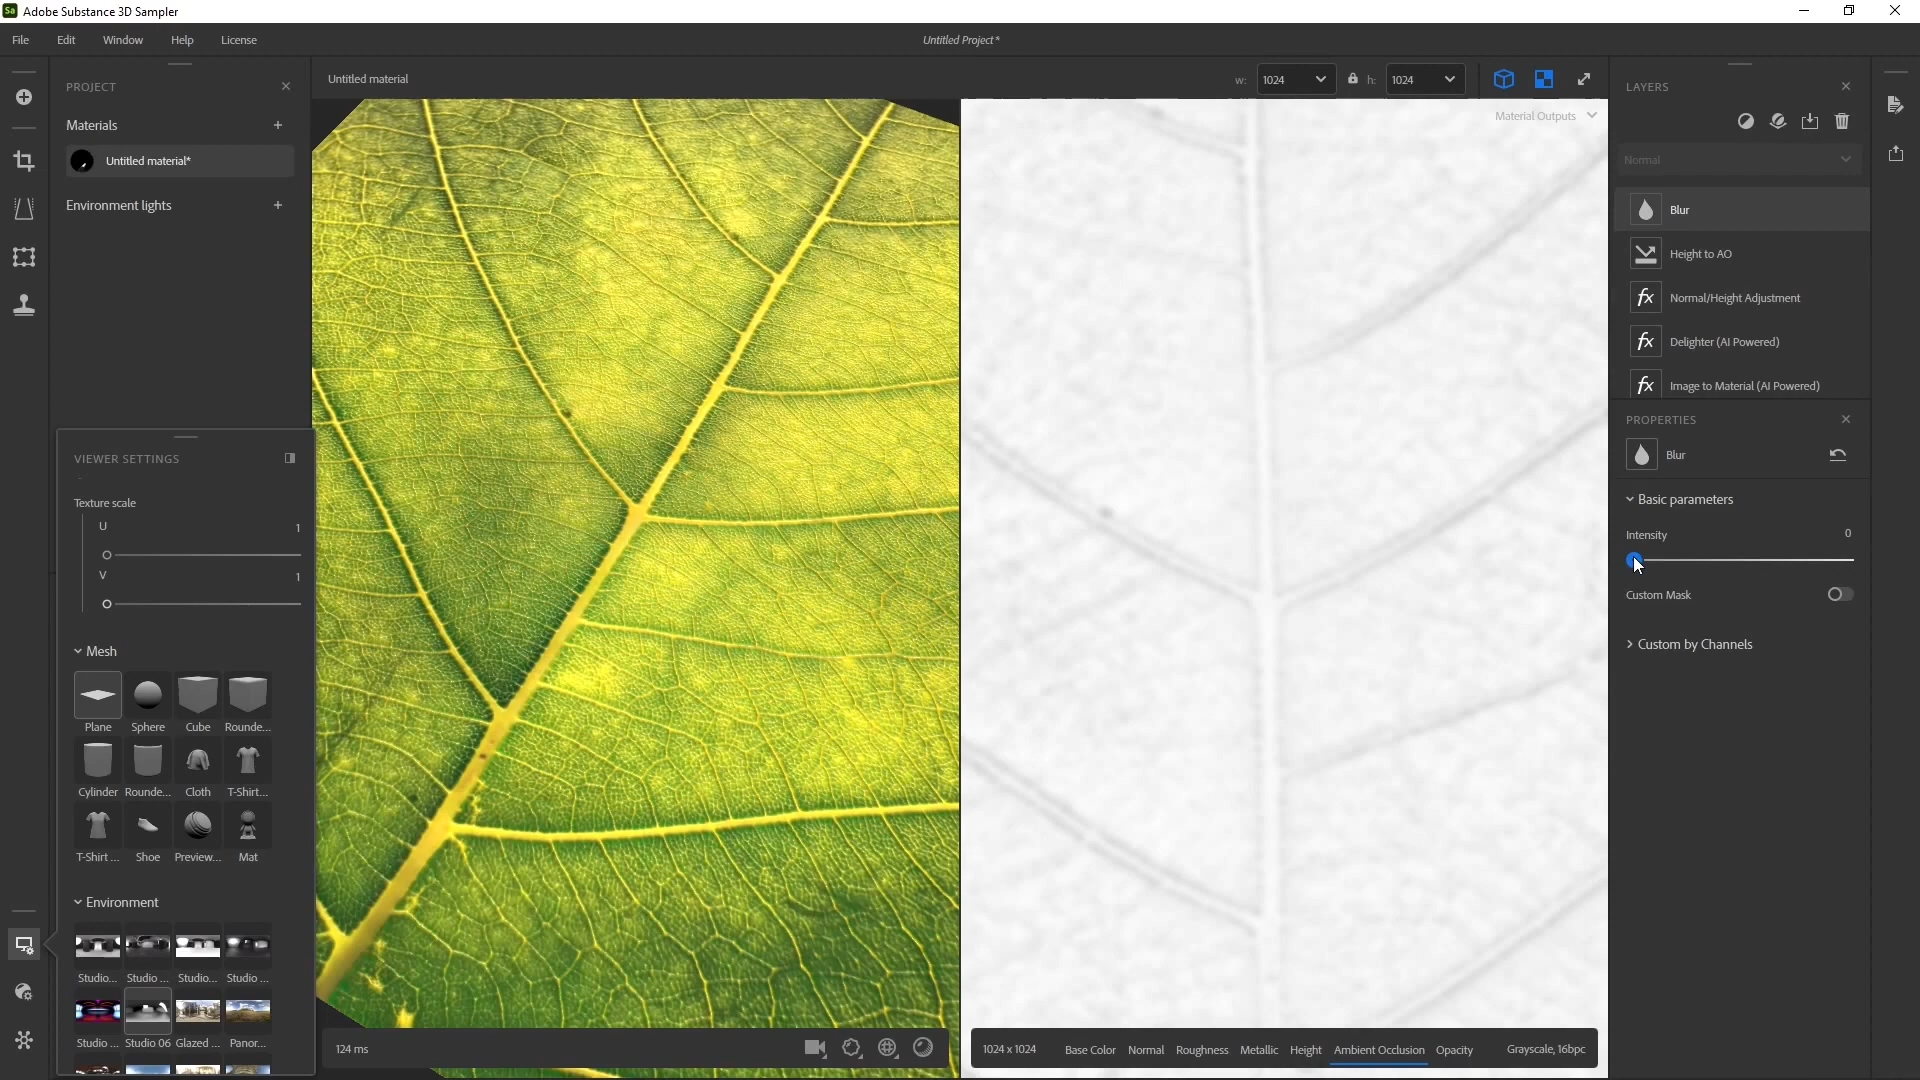 Sa Adobe Substance 3D Sampler
File Edit Window Help License Untitled Project*
PROJECT
Materials
Untitled material*
Environment lights
Untitled material w: 1024 h: 1024
Material Outputs
LAYERS
Normal
Blur
Height to AO
fx Normal/Height Adjustment
fx Delighter (AI Powered)
fx Image to Material (AI Powered)
PROPERTIES
Blur
Basic parameters
Intensity 0
Custom Mask
Custom by Channels
VIEWER SETTINGS
Texture scale
U 1
V 1
Mesh
Plane Sphere Cube Rounde...
Cylinder Rounde... Cloth T-Shirt...
T-Shirt ... Shoe Preview... Mat
Environment
Studio... Studio ... Studio... Studio ...
Studio ... Studio 06 Glazed ... Panor...
124 ms
1024 x 1024 Base Color Normal Roughness Metallic Height Ambient Occlusion Opacity Grayscale, 16bpc